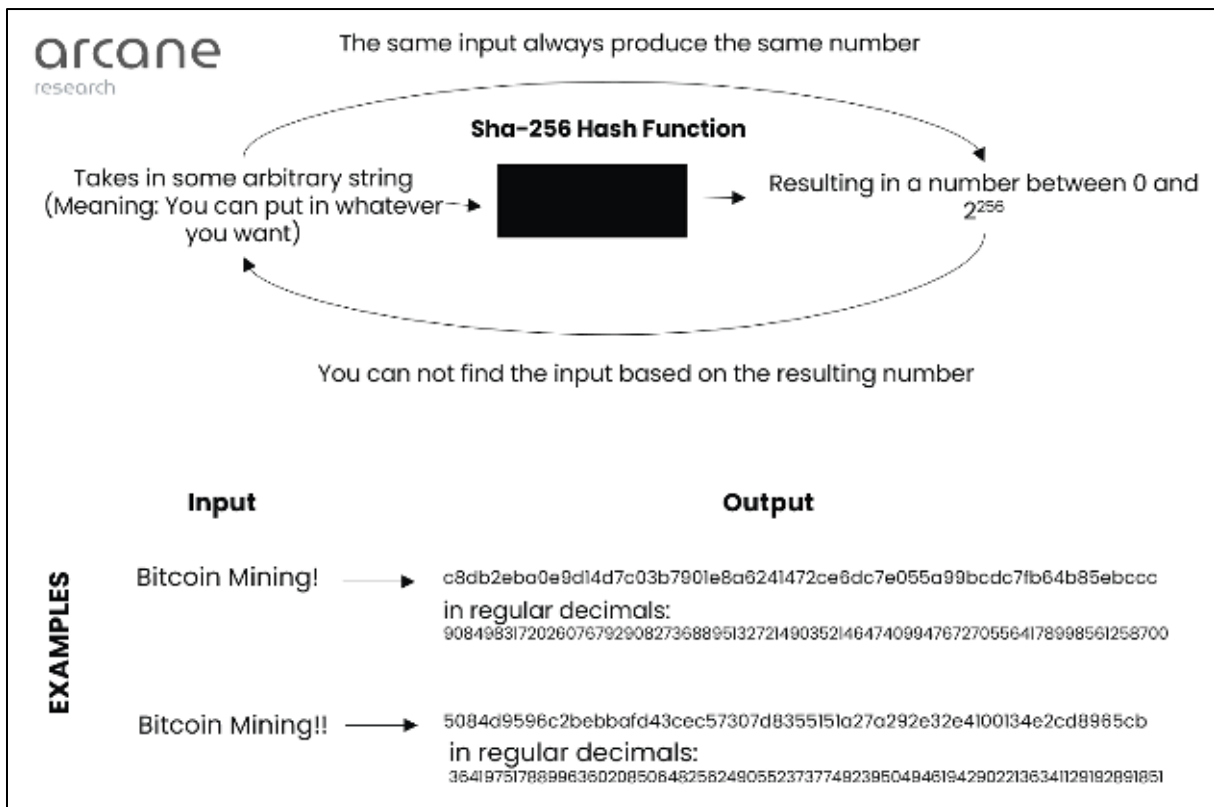 arcane
research
The same input always produce the same number
Sha-256 Hash Function
Takes in some arbitrary string
(Meaning: You can put in whatever
you want)
Resulting in a number between 0 and
2²⁵⁶
You can not find the input based on the resulting number
Input
Output
EXAMPLES
Bitcoin Mining!
c8db2eba0e9d14d7c03b7901e8a6241472ce6dc7e055a99bcdc7fb64b85ebccc
in regular decimals:
90849831720260767929082736889513272149035214647409947672705564178998561258700
Bitcoin Mining!!
5084d9596c2bebbafd43cec57307d8355151a27a292e32e4100134e2cd8965cb
in regular decimals:
36419751788996360208506482562490552373774923950494619429022136341129192891851